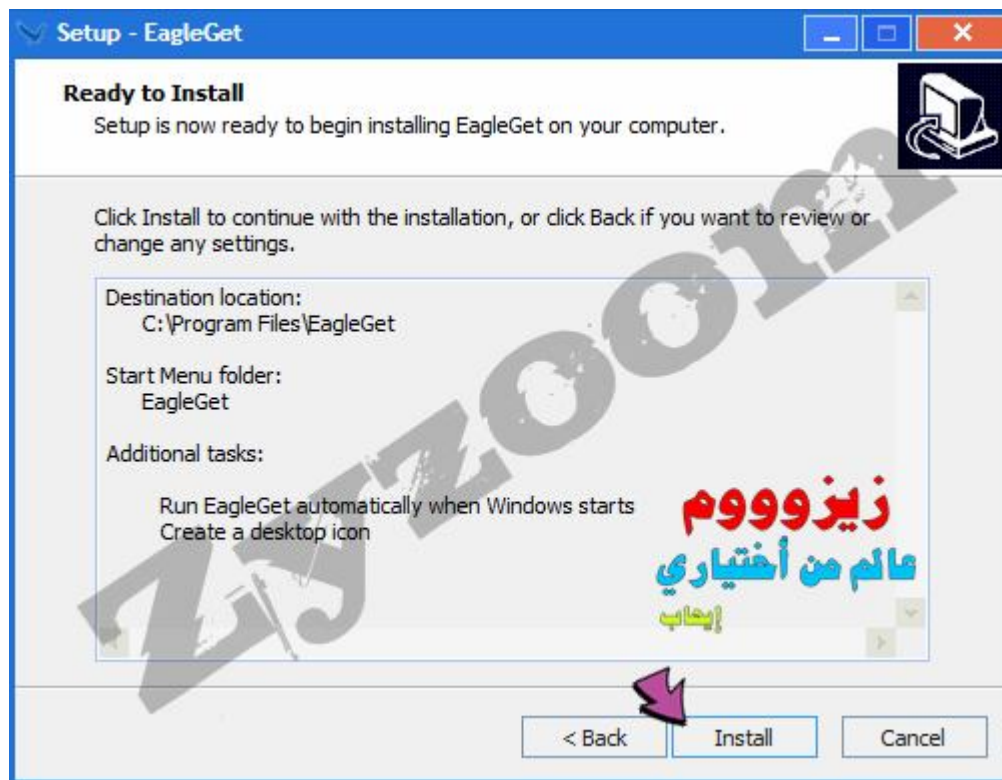 Setup - EagleGet
Ready to Install
Setup is now ready to begin installing EagleGet on your computer.
Click Install to continue with the installation, or click Back if you want to review or
change any settings.
Destination location:
C:\Program Files\EagleGet
Start Menu folder:
EagleGet
Additional tasks:
Run EagleGet automatically when Windows starts
Create a desktop icon
Zyzoom
زيزوووم
عالم من أختياري
إيهاب
< Back
Install
Cancel